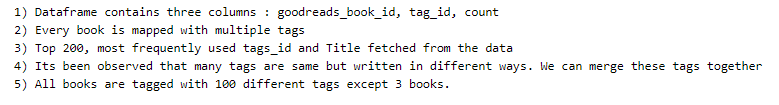 1) Dataframe contains three columns : goodreads_book_id, tag_id, count
2) Every book is mapped with multiple tags
3) Top 200, most frequently used tags_id and Title fetched from the data
4) Its been observed that many tags are same but written in different ways. We can merge these tags together
5) All books are tagged with 100 different tags except 3 books.